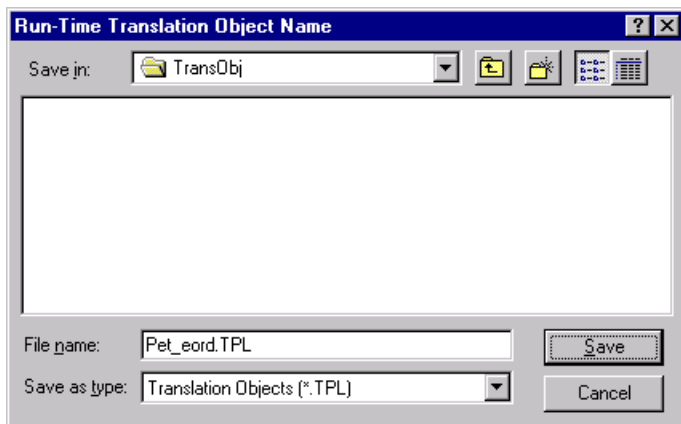 Run-Time Translation Object Name
Save in: TransObj
File name: Pet_eord.TPL Save
Save as type: Translation Objects (*.TPL) Cancel